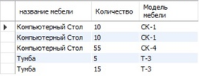 название мебели Количество Модель мебели
Компьютерный Стол 10 СК-1
Компьютерный Стол 10 СК-1
Компьютерный Стол 55 СК-4
Тумба 5 Т-3
Тумба 15 Т-3